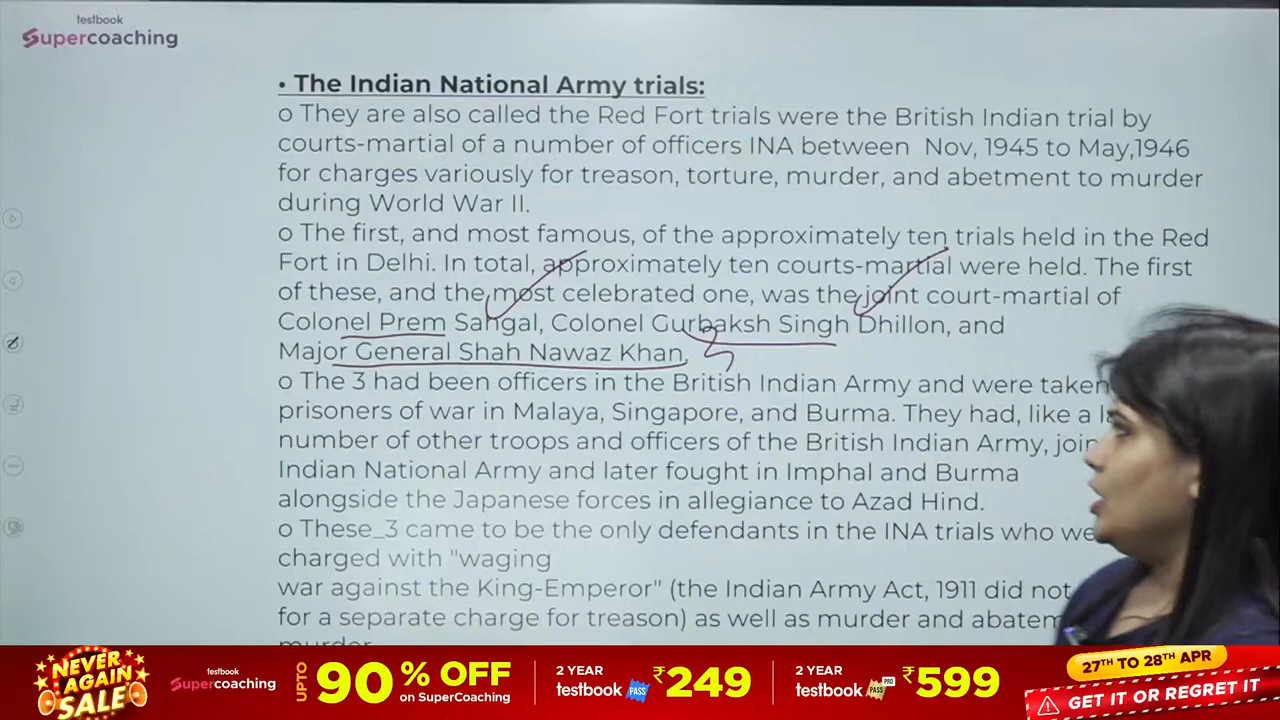 testbook
Supercoaching
• The Indian National Army trials:
o They are also called the Red Fort trials were the British Indian trial by
courts-martial of a number of officers INA between Nov, 1945 to May,1946
for charges variously for treason, torture, murder, and abetment to murder
during World War II.
o The first, and most famous, of the approximately ten trials held in the Red
Fort in Delhi. In total, approximately ten courts-martial were held. The first
of these, and the most celebrated one, was the joint court-martial of
Colonel Prem Sahgal, Colonel Gurbaksh Singh Dhillon, and
Major General Shah Nawaz Khan,
o The 3 had been officers in the British Indian Army and were taken
prisoners of war in Malaya, Singapore, and Burma. They had, like a
number of other troops and officers of the British Indian Army,
Indian National Army and later fought in Imphal and Burma
alongside the Japanese forces in allegiance to Azad Hind.
o These_3 came to be the only defendants in the INA trials who
charged with "waging
war against the King-Emperor" (the Indian Army Act, 1911 did not
for a separate charge for treason) as well as murder and
NEVER AGAIN SALE
testbook
Supercoaching
UPTO 90% OFF on SuperCoaching
2 YEAR testbook PASS ₹249
2 YEAR testbook PASS PRO ₹599
27TH TO 28TH APR
GET IT OR REGRET IT